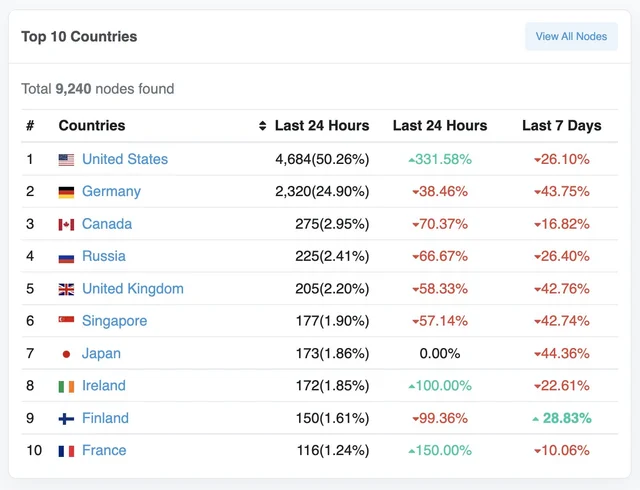 Top 10 Countries View All Nodes
Total 9,240 nodes found
# Countries Last 24 Hours Last 24 Hours Last 7 Days
1 United States 4,684(50.26%) 331.58% 26.10%
2 Germany 2,320(24.90%) 38.46% 43.75%
3 Canada 275(2.95%) 70.37% 16.82%
4 Russia 225(2.41%) 66.67% 26.40%
5 United Kingdom 205(2.20%) 58.33% 42.76%
6 Singapore 177(1.90%) 57.14% 42.74%
7 Japan 173(1.86%) 0.00% 44.36%
8 Ireland 172(1.85%) 100.00% 22.61%
9 Finland 150(1.61%) 99.36% 28.83%
10 France 116(1.24%) 150.00% 10.06%